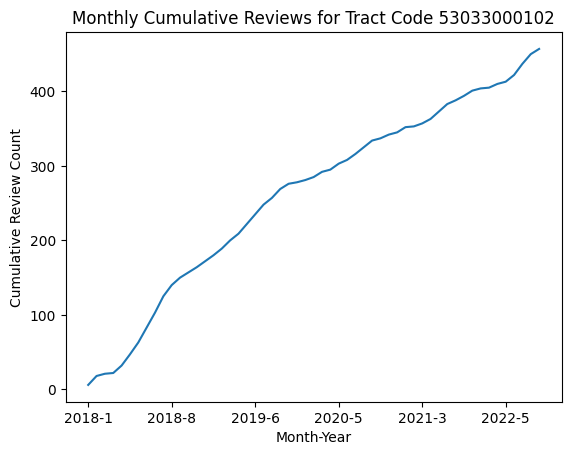 Monthly Cumulative Reviews for Tract Code 53033000102
Cumulative Review Count
400
300
200
100
0
2018-1 2018-8 2019-6 2020-5 2021-3 2022-5
Month-Year